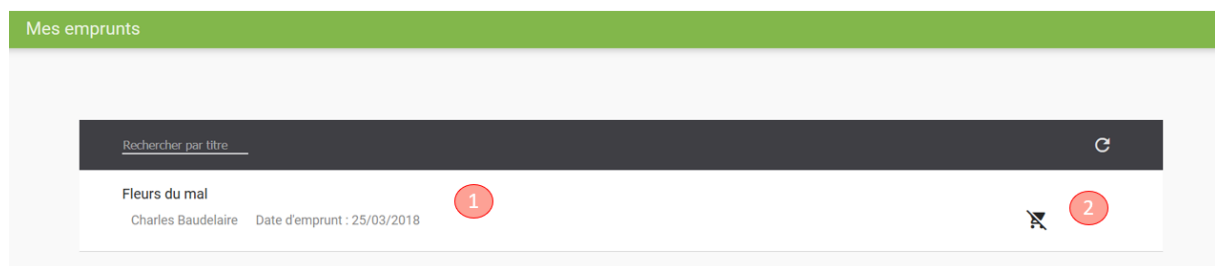 Mes emprunts
Rechercher par titre
Fleurs du mal
1
Charles Baudelaire Date d'emprunt : 25/03/2018
2